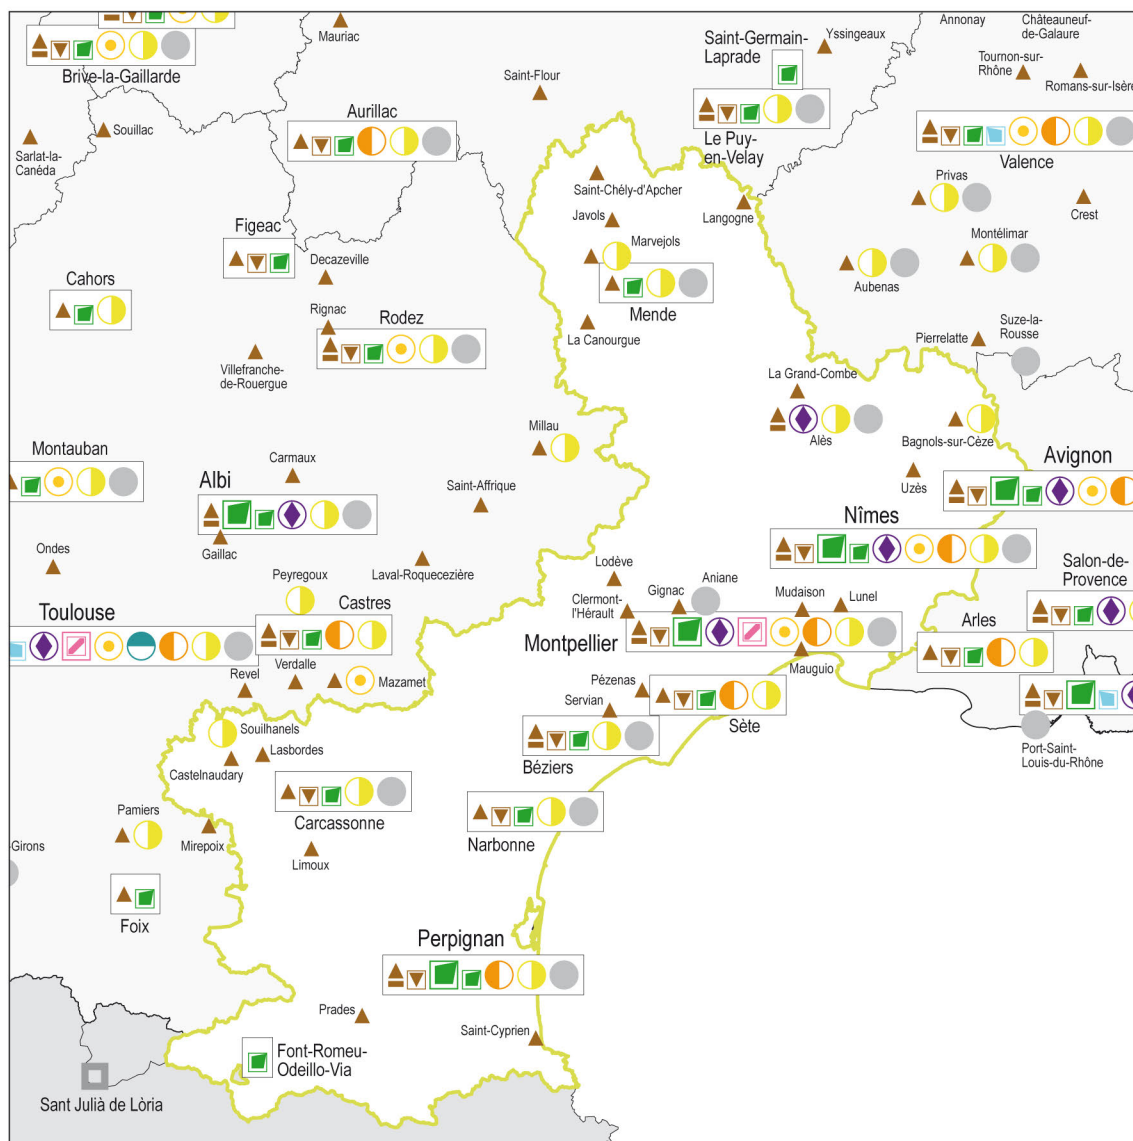 Mauriac
Brive-la-Gaillarde
Saint-Flour
Saint-Germain-
Laprade
Yssingeaux
Annonay
Châteauneuf-
de-Galaure
Tournon-sur-
Rhône
Romans-sur-Isère
Souillac
Sarlat-la-
Canéda
Aurillac
Le Puy-
en-Velay
Valence
Saint-Chély-d'Apcher
Privas
Javols
Langogne
Crest
Figeac
Marvejols
Montélimar
Decazeville
Cahors
Aubenas
Rignac
Rodez
Mende
La Canourgue
Suze-la-
Rousse
Pierrelatte
Villefranche-
de-Rouergue
La Grand-Combe
Millau
Alès
Bagnols-sur-Cèze
Montauban
Carmaux
Albi
Saint-Affrique
Uzès
Avignon
Gaillac
Nîmes
Ondes
Laval-Roquecezière
Lodève
Salon-de-
Provence
Peyregoux
Castres
Clermont-
l'Hérault
Gignac
Aniane
Mudaison
Lunel
Toulouse
Arles
Montpellier
Verdalle
Revel
Mazamet
Mauguio
Pézenas
Servian
Sète
Souilhanels
Lasbordes
Castelnaudary
Béziers
Port-Saint-
Louis-du-Rhône
Pamiers
Carcassonne
Narbonne
Mirepoix
-Girons
Limoux
Foix
Perpignan
Prades
Saint-Cyprien
Font-Romeu-
Odeillo-Via
Sant Julià de Lòria